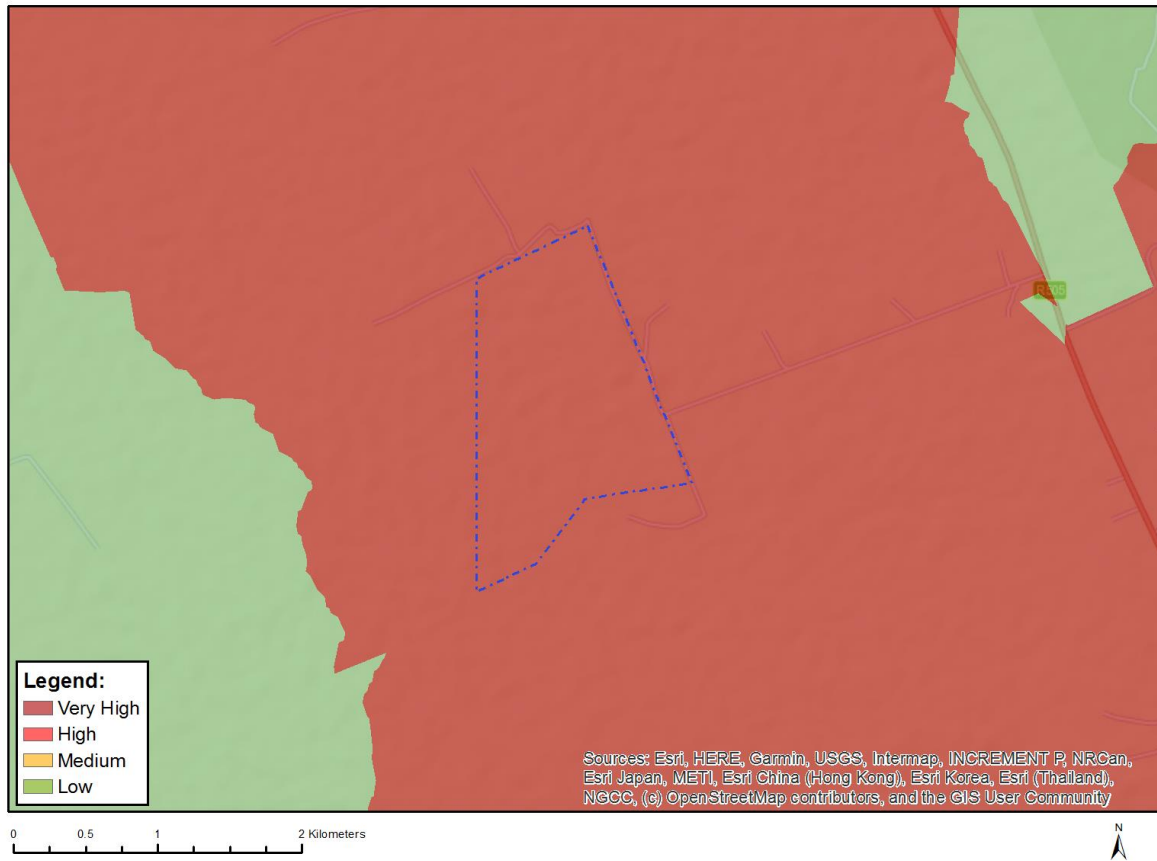 R 505
Legend:
Very High
High
Medium
Low
Sources: Esri, HERE, Garmin, USGS, Intermap, INCREMENT P, NRCan,
Esri Japan, METI, Esri China (Hong Kong), Esri Korea, Esri (Thailand),
NGCC, (c) OpenStreetMap contributors, and the GIS User Community
0 0.5 1 2 Kilometers
N